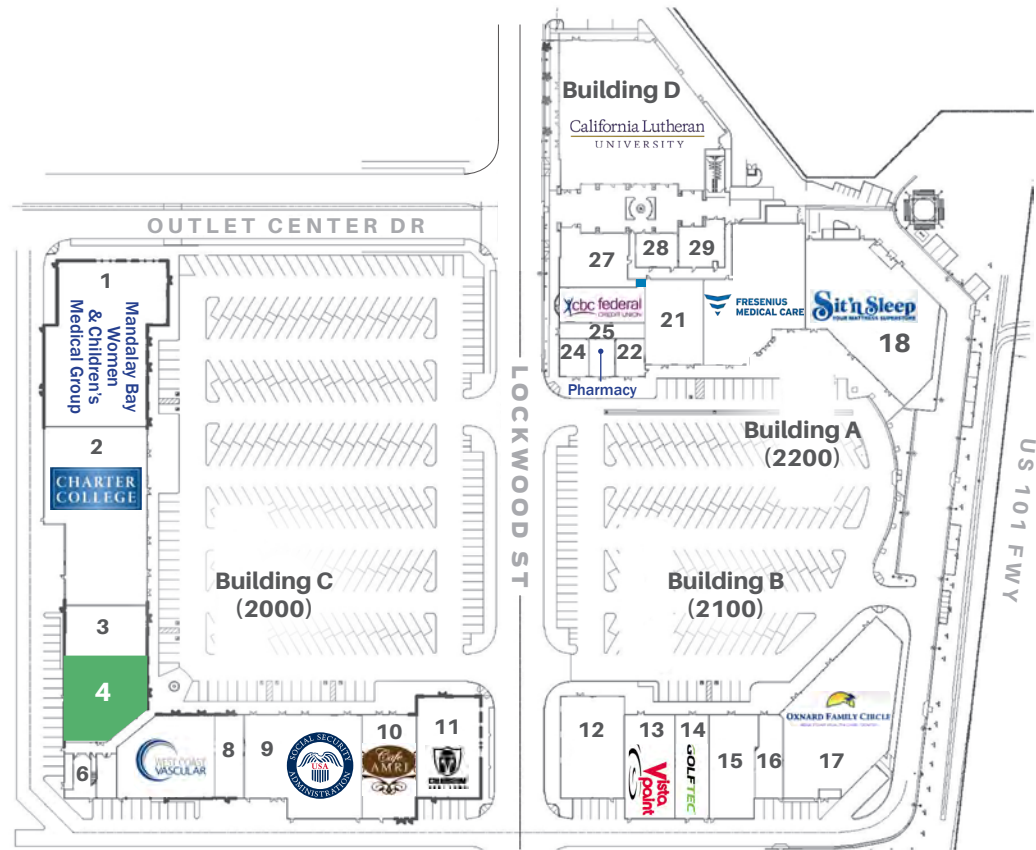 Building D
California Lutheran
UNIVERSITY
OUTLET CENTER DR
1
Mandalay Bay
Women
& Children's
Medical Group
2
CHARTER
COLLEGE
3
4
6
WEST COAST
VASCULAR
8
9
SOCIAL SECURITY
ADMINISTRATION
USA
10
Cafe
AMRI
11
Building C
(2000)
LOCKWOOD ST
27
28
29
xcbc federal
CREDIT UNION
25
24
22
Pharmacy
21
FRESENIUS
MEDICAL CARE
Sit'n Sleep
YOUR MATTRESS SUPERSTORE
18
Building A
(2200)
US 101 FWY
Building B
(2100)
12
13
Vista
paint
14
GOLFTEC
15
16
OXNARD FAMILY CIRCLE
17